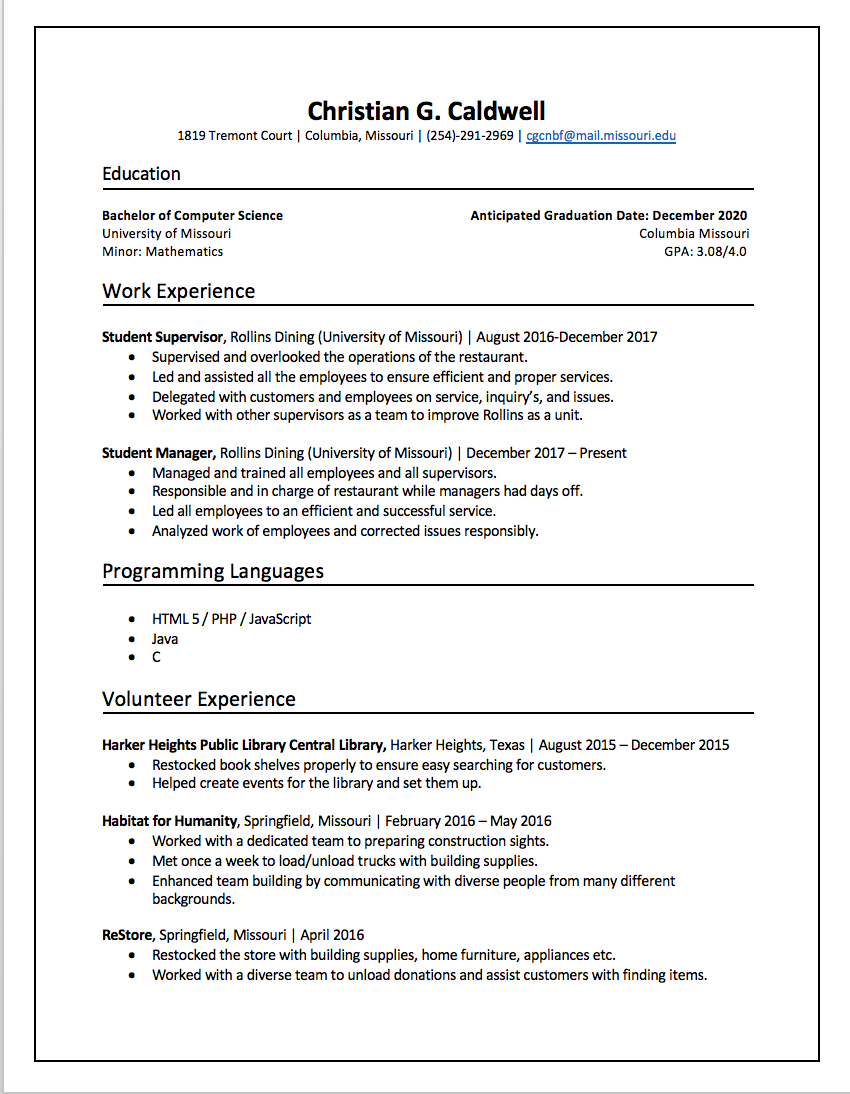 Christian G. Caldwell
1819 Tremont Court | Columbia, Missouri | (254)-291-2969 | cgcnbf@mail.missouri.edu
Education
Bachelor of Computer Science Anticipated Graduation Date: December 2020
University of Missouri Columbia Missouri
Minor: Mathematics GPA: 3.08/4.0
Work Experience
Student Supervisor, Rollins Dining (University of Missouri) | August 2016-December 2017
• Supervised and overlooked the operations of the restaurant.
• Led and assisted all the employees to ensure efficient and proper services.
• Delegated with customers and employees on service, inquiry's, and issues.
• Worked with other supervisors as a team to improve Rollins as a unit.
Student Manager, Rollins Dining (University of Missouri) | December 2017 – Present
• Managed and trained all employees and all supervisors.
• Responsible and in charge of restaurant while managers had days off.
• Led all employees to an efficient and successful service.
• Analyzed work of employees and corrected issues responsibly.
Programming Languages
• HTML 5 / PHP / JavaScript
• Java
• C
Volunteer Experience
Harker Heights Public Library Central Library, Harker Heights, Texas | August 2015 – December 2015
• Restocked book shelves properly to ensure easy searching for customers.
• Helped create events for the library and set them up.
Habitat for Humanity, Springfield, Missouri | February 2016 – May 2016
• Worked with a dedicated team to preparing construction sights.
• Met once a week to load/unload trucks with building supplies.
• Enhanced team building by communicating with diverse people from many different
backgrounds.
ReStore, Springfield, Missouri | April 2016
• Restocked the store with building supplies, home furniture, appliances etc.
• Worked with a diverse team to unload donations and assist customers with finding items.